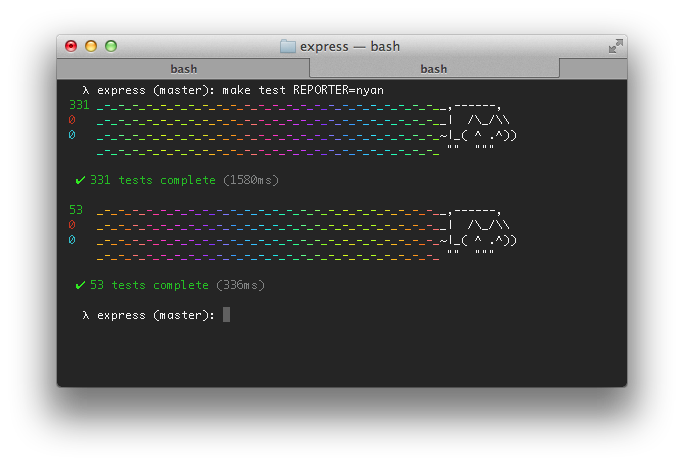 express — bash
bash bash
λ express (master): make test REPORTER=nyan
331 _-_-_-_-_-_-_-_-_-_-_-_-_-_-_-_-_-_-_-_-_-_-_-_-__,------,
0   _-_-_-_-_-_-_-_-_-_-_-_-_-_-_-_-_-_-_-_-_-_-_-_-__|  /\_/\\
0   _-_-_-_-_-_-_-_-_-_-_-_-_-_-_-_-_-_-_-_-_-_-_-_-_~|_( ^ .^))
    _-_-_-_-_-_-_-_-_-_-_-_-_-_-_-_-_-_-_-_-_-_-_-_-_ ""  """
✔ 331 tests complete (1580ms)
53  _-_-_-_-_-_-_-_-_-_-_-_-_-_-_-_-_-_-_-_-_-_-_-_-__,------,
0   _-_-_-_-_-_-_-_-_-_-_-_-_-_-_-_-_-_-_-_-_-_-_-_-__|  /\_/\\
0   _-_-_-_-_-_-_-_-_-_-_-_-_-_-_-_-_-_-_-_-_-_-_-_-_~|_( ^ .^))
    _-_-_-_-_-_-_-_-_-_-_-_-_-_-_-_-_-_-_-_-_-_-_-_-_ ""  """
✔ 53 tests complete (336ms)
λ express (master):